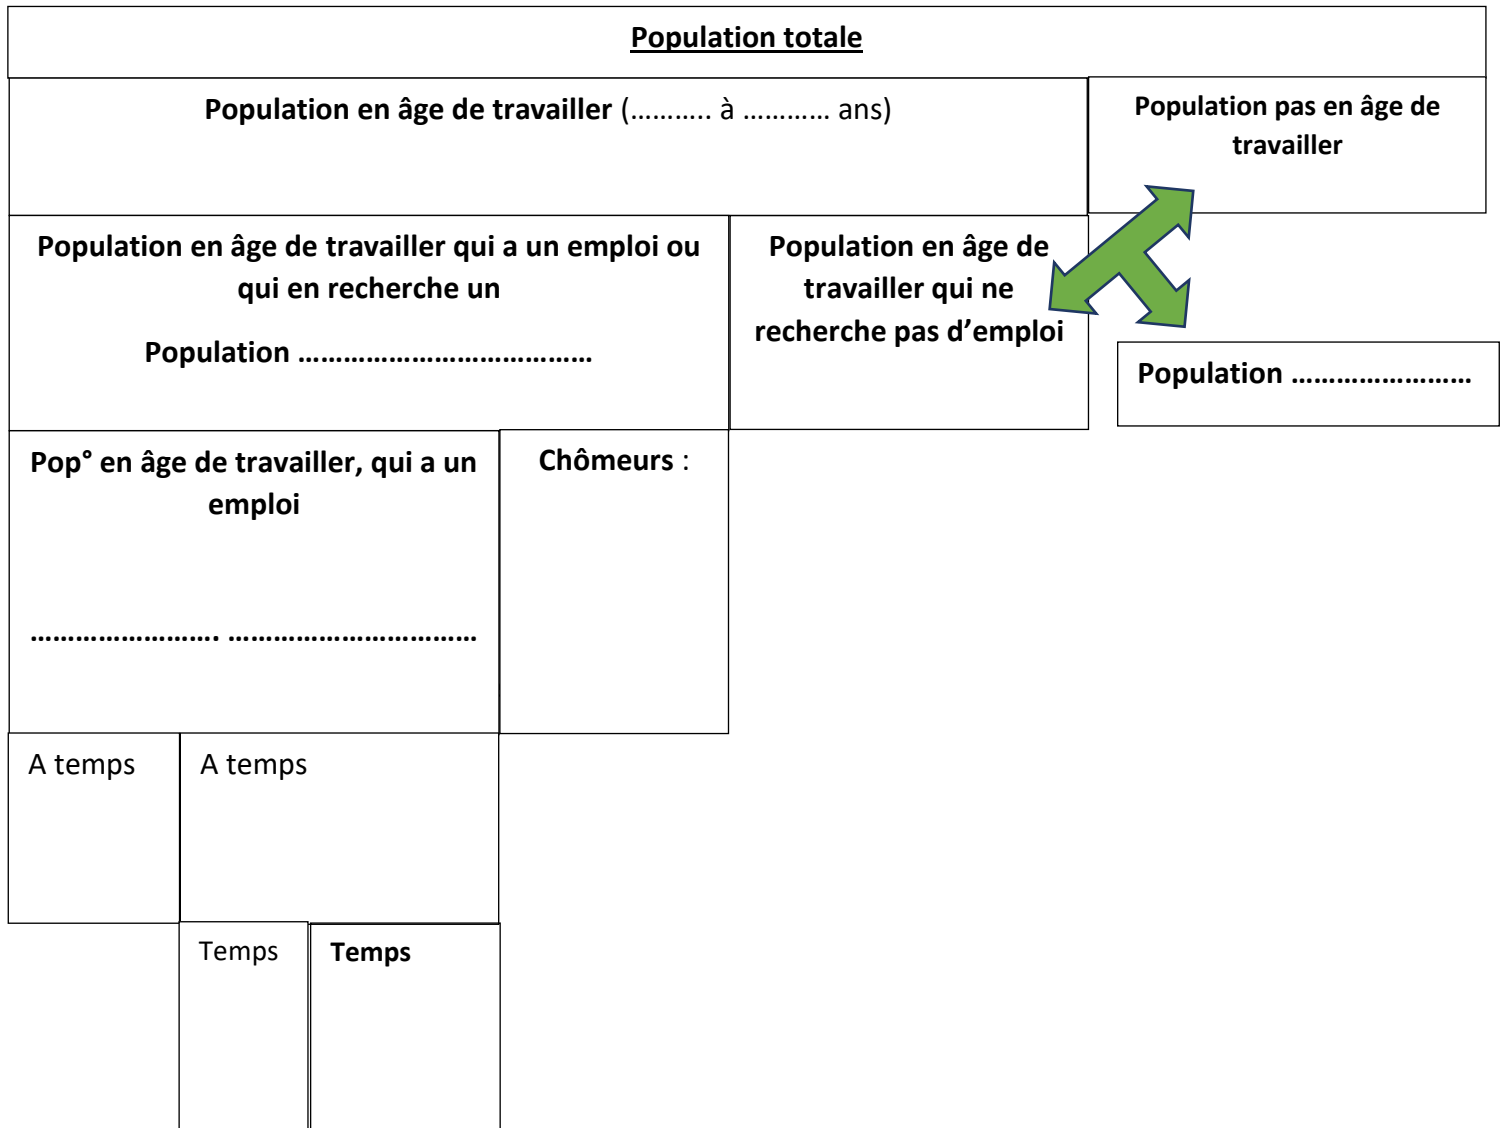 Population totale
Population en âge de travailler (……….. à ………… ans)
Population pas en âge de
travailler
Population en âge de travailler qui a un emploi ou
qui en recherche un
Population …………………………………
Population en âge de
travailler qui ne
recherche pas d’emploi
Population ……………………
Pop° en âge de travailler, qui a un
emploi
……………………. ……………………………
Chômeurs :
A temps
A temps
Temps
Temps